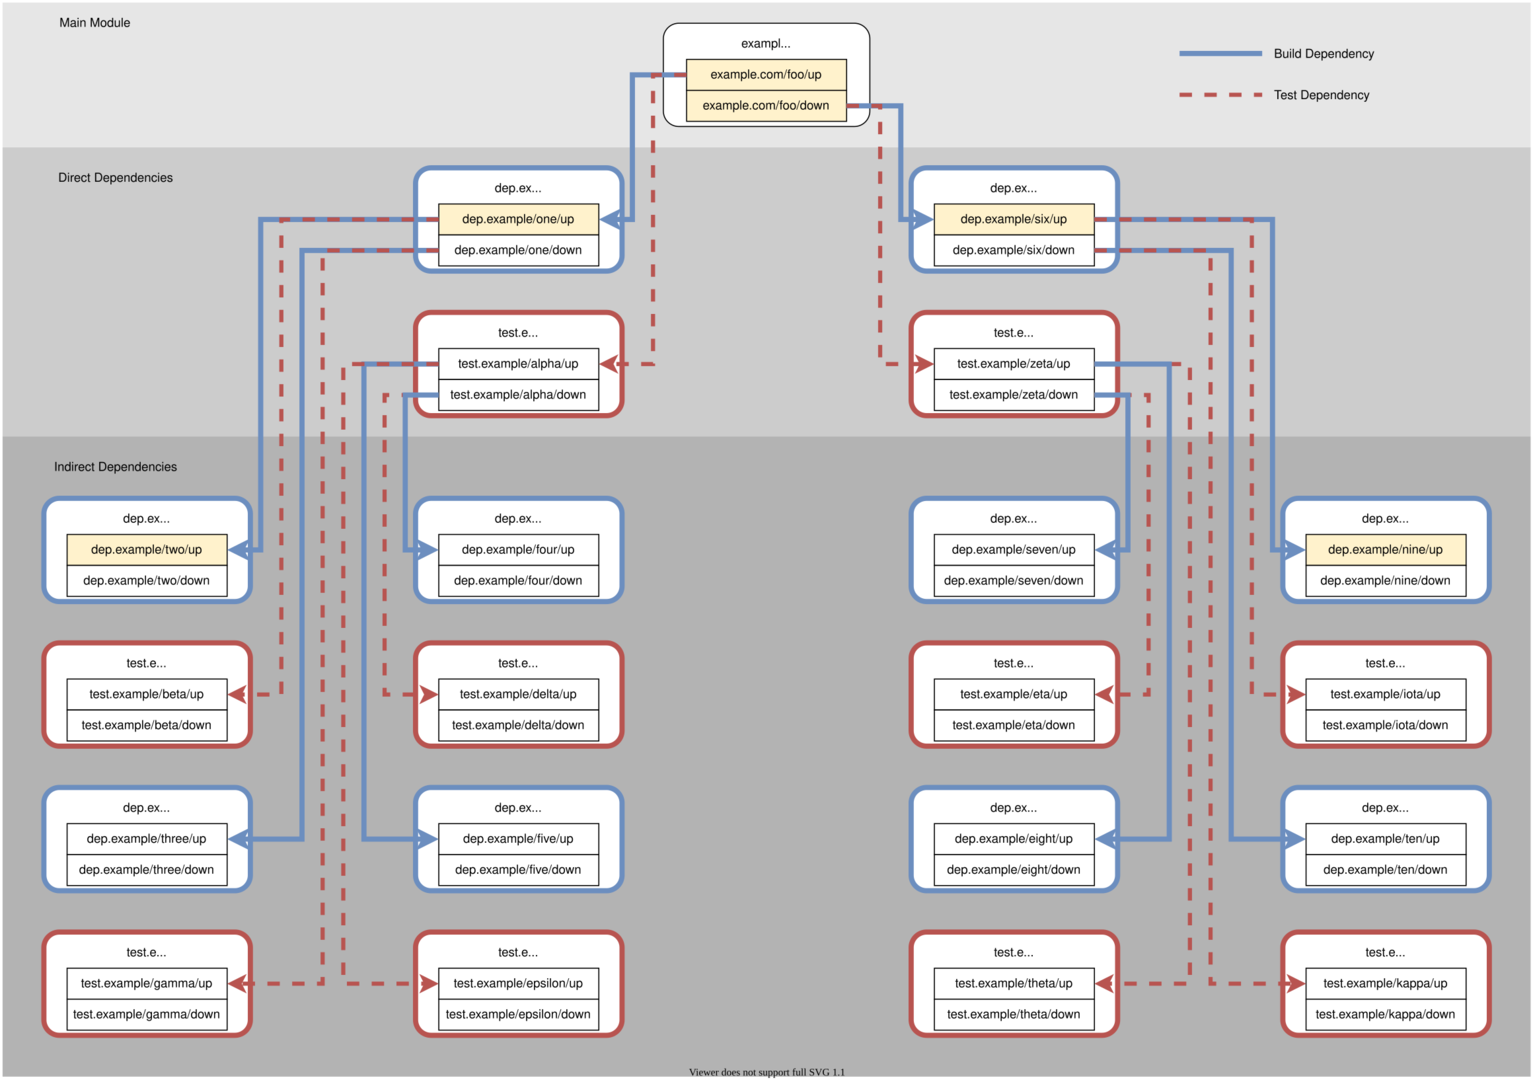 Main Module
exampl...
example.com/foo/up
example.com/foo/down
Build Dependency
Test Dependency
Direct Dependencies
dep.ex...
dep.example/one/up
dep.example/one/down
dep.ex...
dep.example/six/up
dep.example/six/down
test.e...
test.example/alpha/up
test.example/alpha/down
test.e...
test.example/zeta/up
test.example/zeta/down
Indirect Dependencies
dep.ex...
dep.example/two/up
dep.example/two/down
dep.ex...
dep.example/four/up
dep.example/four/down
dep.ex...
dep.example/seven/up
dep.example/seven/down
dep.ex...
dep.example/nine/up
dep.example/nine/down
test.e...
test.example/beta/up
test.example/beta/down
test.e...
test.example/delta/up
test.example/delta/down
test.e...
test.example/eta/up
test.example/eta/down
test.e...
test.example/iota/up
test.example/iota/down
dep.ex...
dep.example/three/up
dep.example/three/down
dep.ex...
dep.example/five/up
dep.example/five/down
dep.ex...
dep.example/eight/up
dep.example/eight/down
dep.ex...
dep.example/ten/up
dep.example/ten/down
test.e...
test.example/gamma/up
test.example/gamma/down
test.e...
test.example/epsilon/up
test.example/epsilon/down
test.e...
test.example/theta/up
test.example/theta/down
test.e...
test.example/kappa/up
test.example/kappa/down
Viewer does not support full SVG 1.1